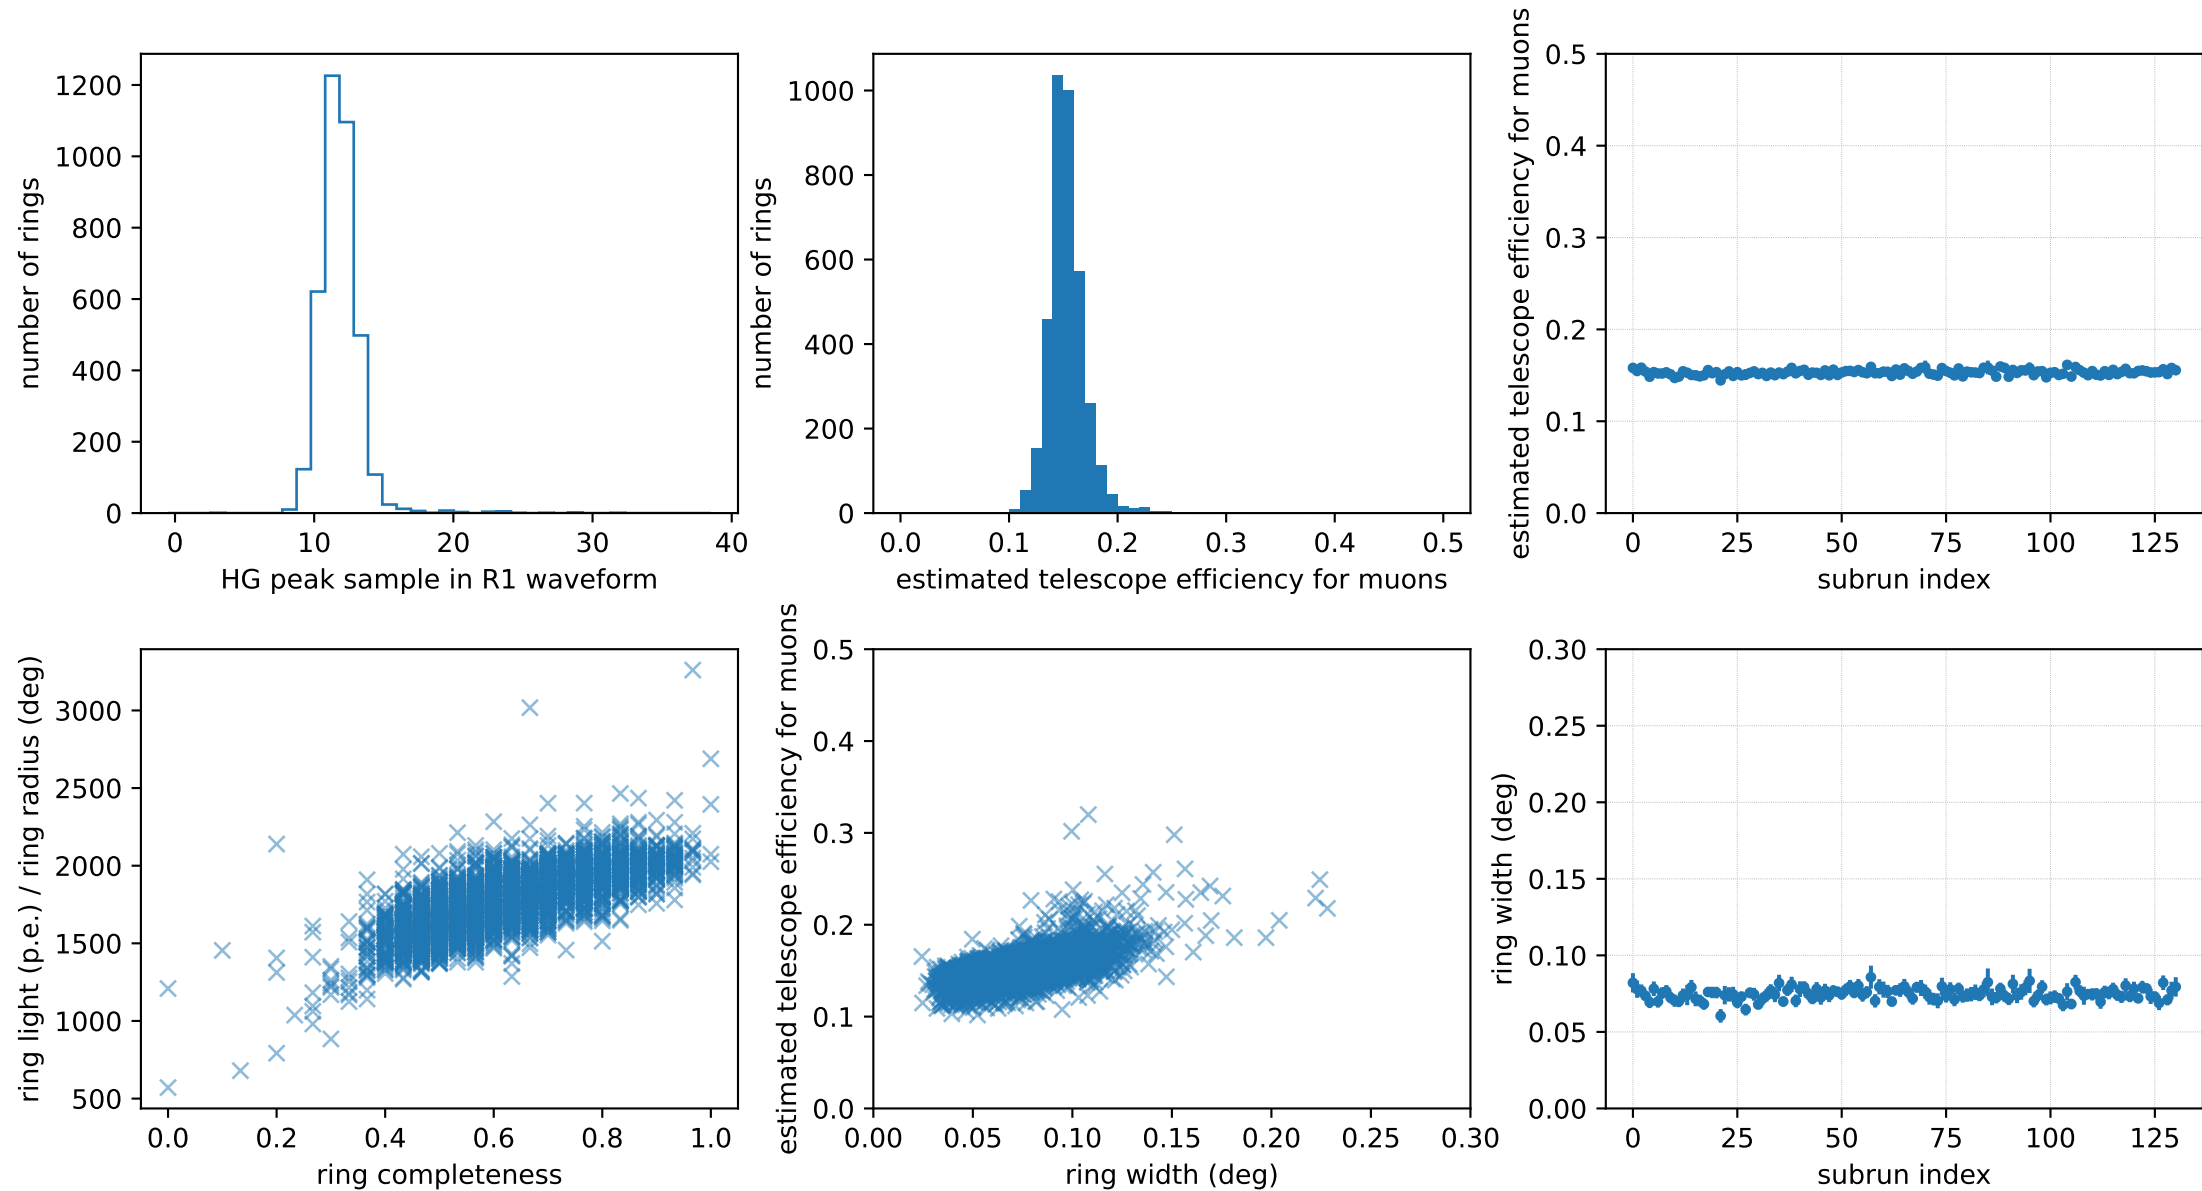 number of rings
1200
1000
800
600
400
200
0
0 10 20 30 40
HG peak sample in R1 waveform
number of rings
1000
800
600
400
200
0
0.0 0.1 0.2 0.3 0.4 0.5
estimated telescope efficiency for muons
estimated telescope efficiency for muons
0.5
0.4
0.3
0.2
0.1
0.0
0 25 50 75 100 125
subrun index
ring light (p.e.) / ring radius (deg)
3000
2500
2000
1500
1000
500
0.0 0.2 0.4 0.6 0.8 1.0
ring completeness
estimated telescope efficiency for muons
0.5
0.4
0.3
0.2
0.1
0.0
0.00 0.05 0.10 0.15 0.20 0.25 0.30
ring width (deg)
ring width (deg)
0.30
0.25
0.20
0.15
0.10
0.05
0.00
0 25 50 75 100 125
subrun index